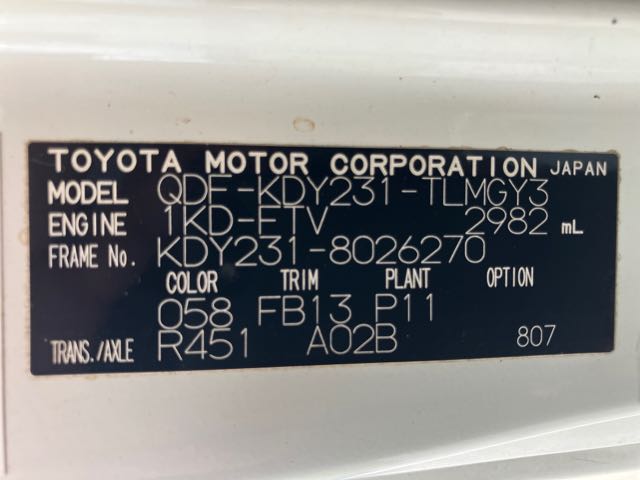 TOYOTA MOTOR CORPORATION JAPAN
MODEL QDF-KDY231-TLMGY3
ENGINE 1KD-FTV 2982 mL
FRAME No. KDY231-8026270
COLOR TRIM PLANT OPTION
058 FB13 P11
TRANS./AXLE R451 A02B 807